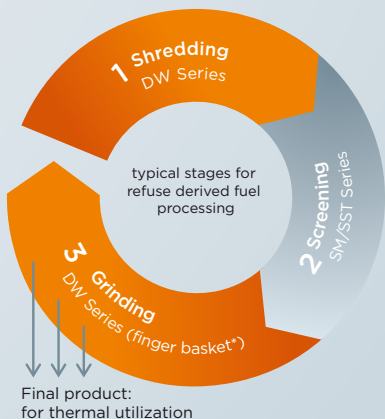 1 Shredding
DW Series
typical stages for
refuse derived fuel
processing
2 Screening
SM/SST Series
3 Grinding
DW Series (finger basket*)
Final product:
for thermal utilization